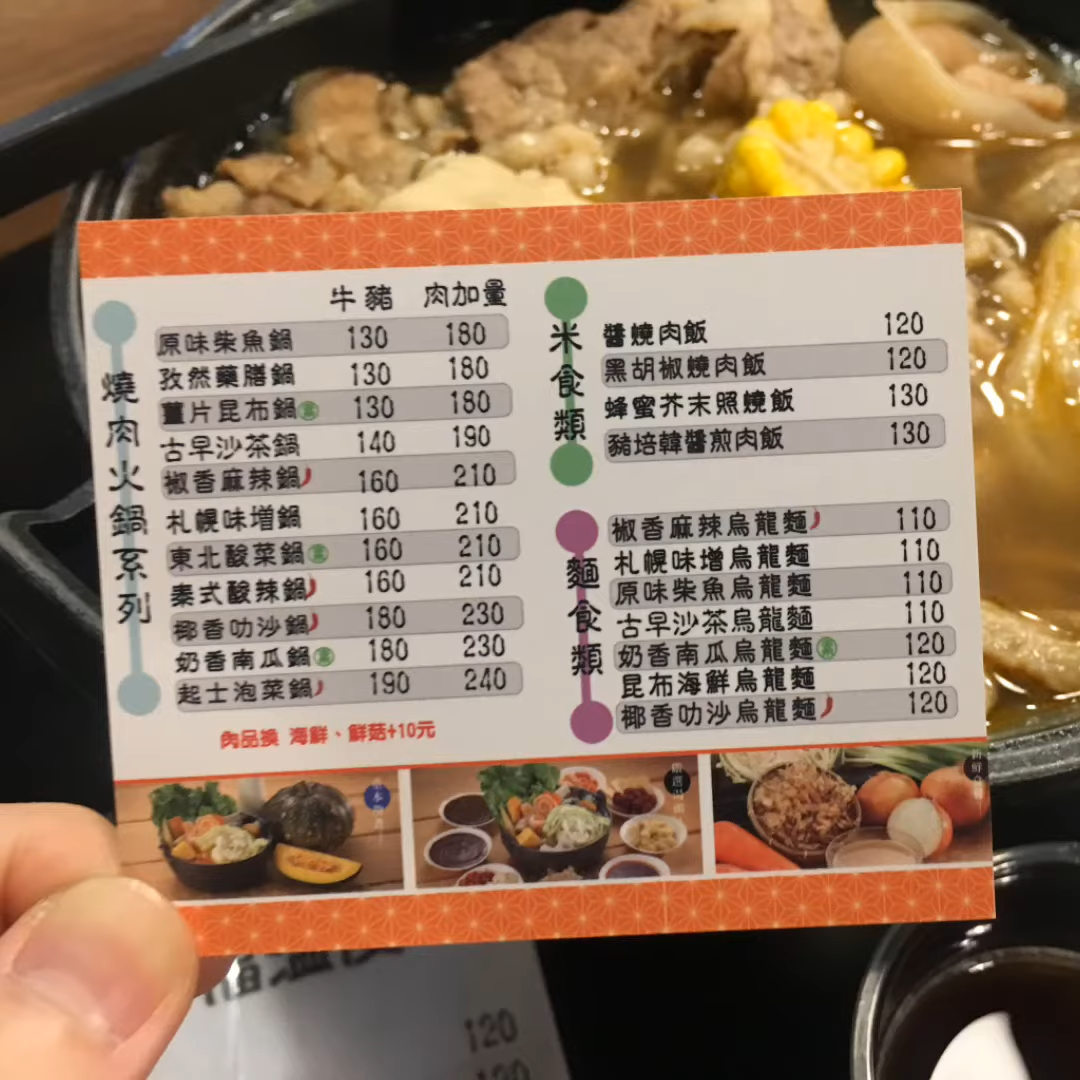 牛 豬 肉加量
燒肉火鍋系列
原味柴魚鍋 130 180
孜然藥膳鍋 130 180
薑片昆布鍋 素 130 180
古早沙茶鍋 140 190
椒香麻辣鍋 160 210
札幌味增鍋 160 210
東北酸菜鍋 素 160 210
泰式酸辣鍋 160 210
椰香叻沙鍋 180 230
奶香南瓜鍋 素 180 230
起士泡菜鍋 190 240
肉品換 海鮮、鮮菇+10元
米食類
醬燒肉飯 120
黑胡椒燒肉飯 120
蜂蜜芥末照燒飯 130
豬培韓醬煎肉飯 130
麵食類
椒香麻辣烏龍麵 110
札幌味增烏龍麵 110
原味柴魚烏龍麵 110
古早沙茶烏龍麵 110
奶香南瓜烏龍麵 素 120
昆布海鮮烏龍麵 120
椰香叻沙烏龍麵 120
120